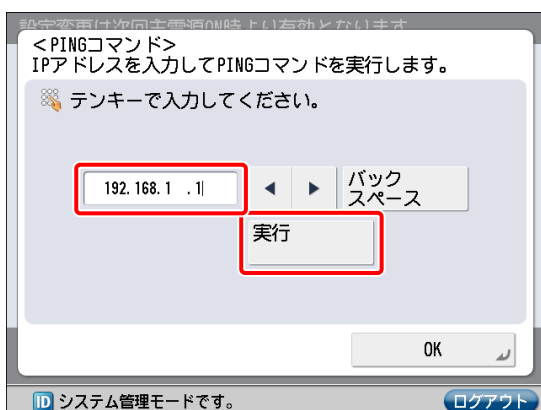 設定変更は次回主電源ON時より有効となります
<PINGコマンド>
IPアドレスを入力してPINGコマンドを実行します。
テンキーで入力してください。
192.168.1 .1
◀ ▶
バック
スペース
実行
OK
ID システム管理モードです。
ログアウト